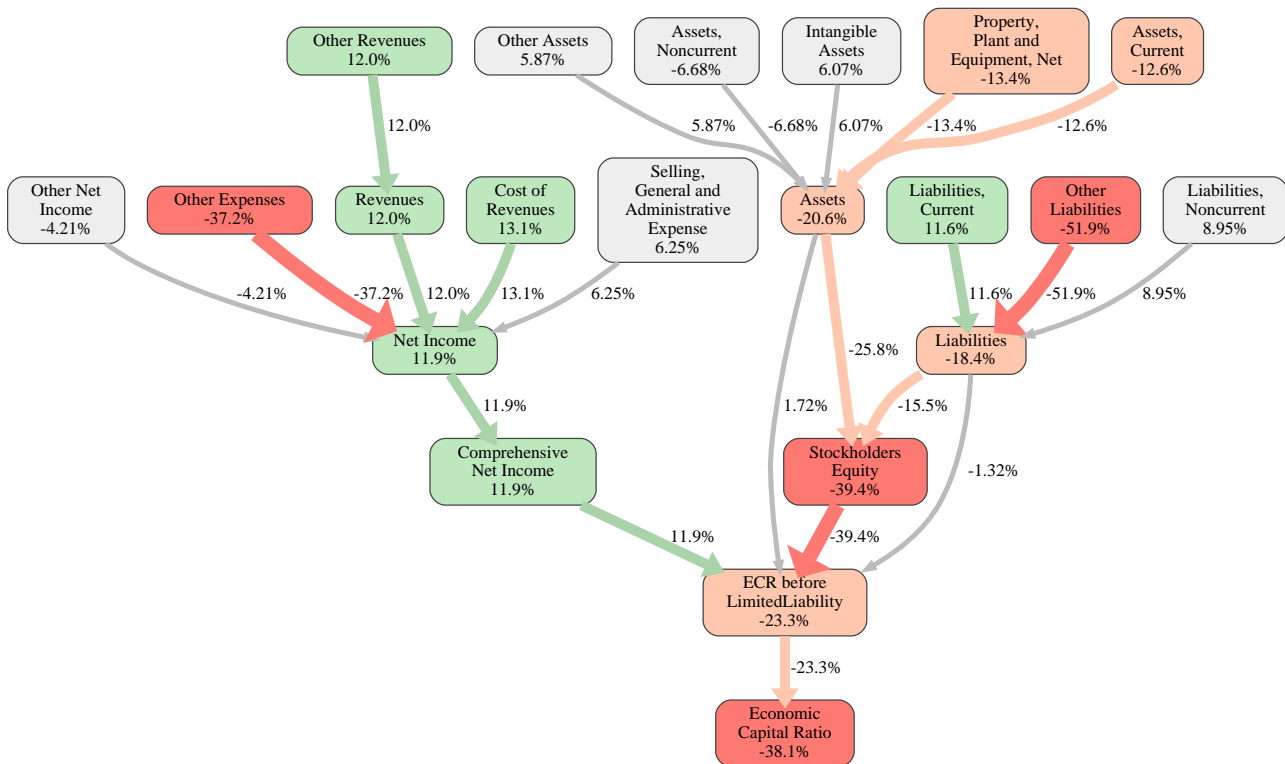 Other Revenues
12.0%
Other Assets
5.87%
Assets,
Noncurrent
-6.68%
Intangible
Assets
6.07%
Property,
Plant and
Equipment, Net
-13.4%
Assets,
Current
-12.6%
12.0%
5.87%
-6.68%
6.07%
-13.4%
-12.6%
Other Net
Income
-4.21%
Other Expenses
-37.2%
Revenues
12.0%
Cost of
Revenues
13.1%
Selling,
General and
Administrative
Expense
6.25%
Assets
-20.6%
Liabilities,
Current
11.6%
Other
Liabilities
-51.9%
Liabilities,
Noncurrent
8.95%
-4.21%
-37.2%
12.0%
13.1%
6.25%
11.6%
-51.9%
8.95%
Net Income
11.9%
-25.8%
Liabilities
-18.4%
11.9%
1.72%
-15.5%
Comprehensive
Net Income
11.9%
Stockholders
Equity
-39.4%
-1.32%
11.9%
-39.4%
ECR before
LimitedLiability
-23.3%
-23.3%
Economic
Capital Ratio
-38.1%